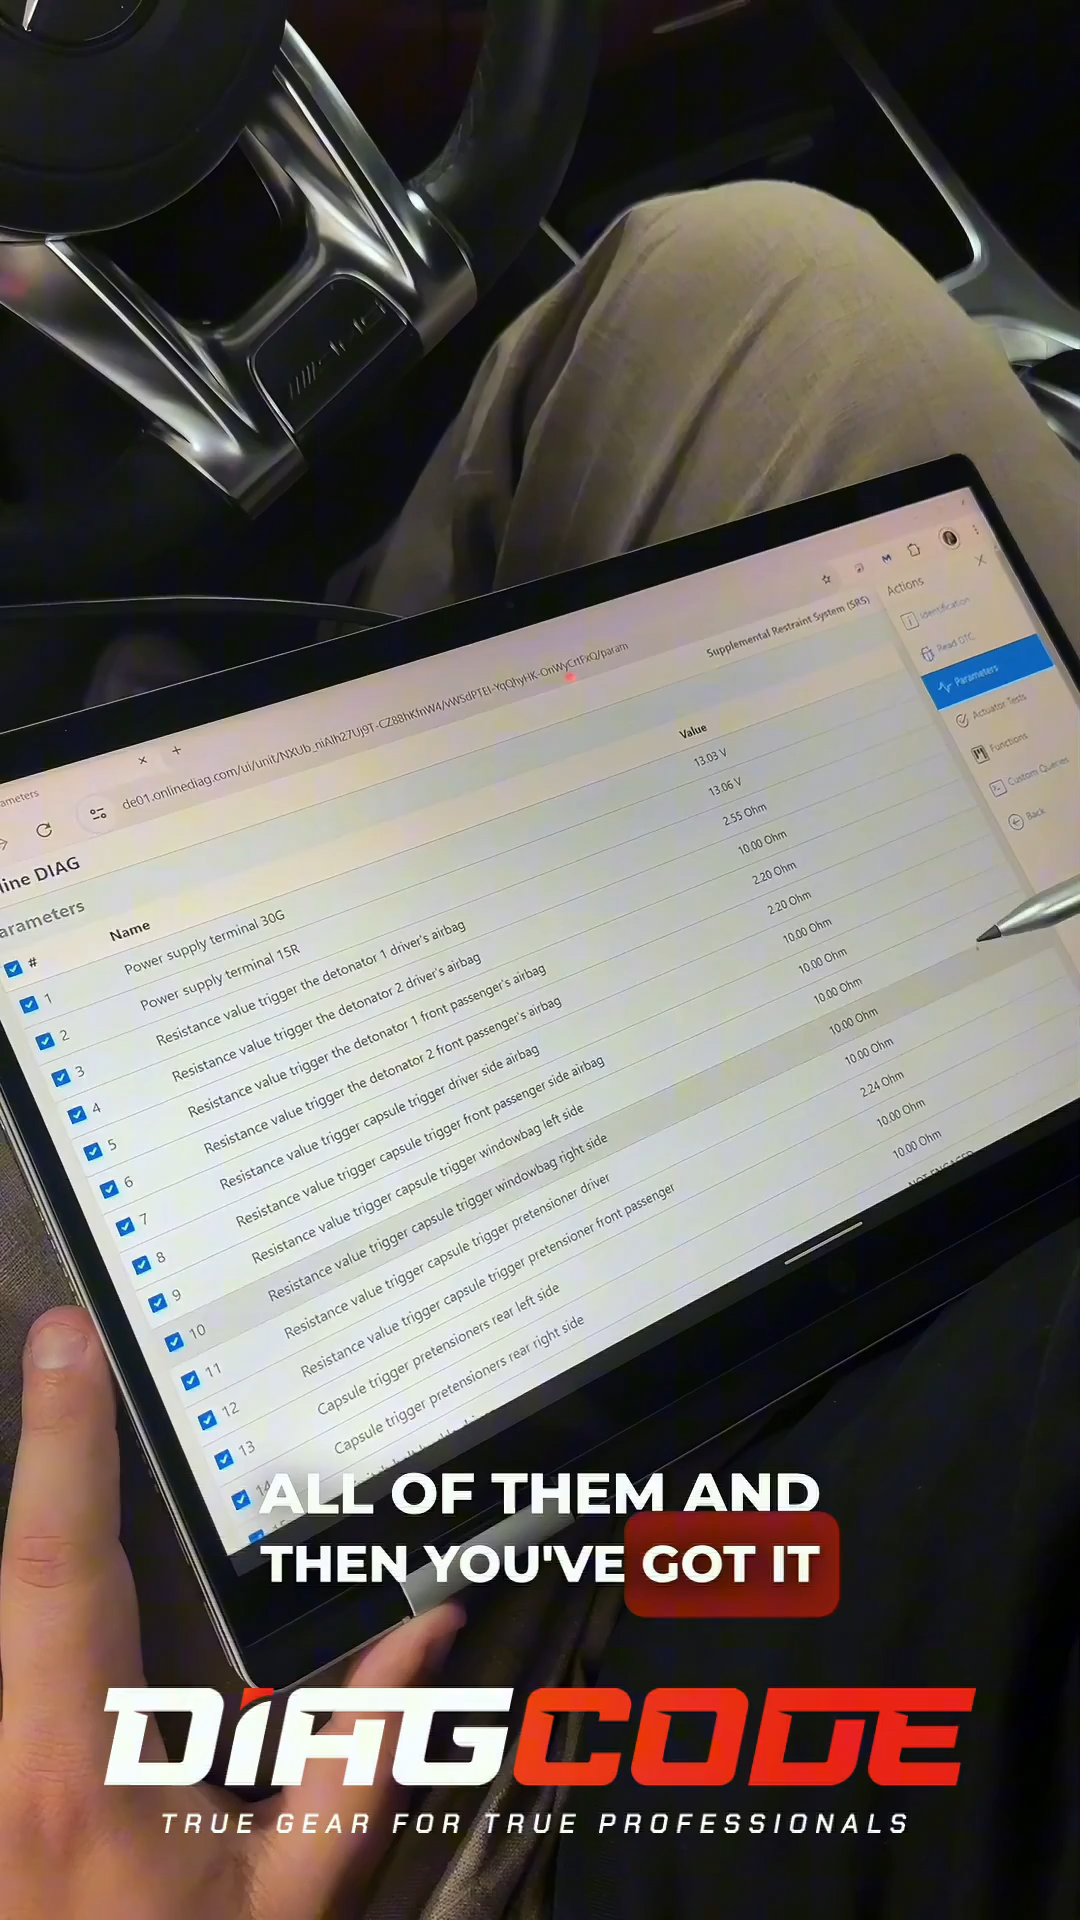 de01.onlinediag.com/ui/unit/NXUb_niAlh27Uj9T-CZ88hKfnW4/vWSdPTEI-YqQhyHK-OnWyCrtFxQ/param
line DIAG
Supplemental Restraint System (SRS)
arameters
# Name Value
1 Power supply terminal 30G 13.03 V
2 Power supply terminal 15R 13.06 V
3 Resistance value trigger the detonator 1 driver's airbag 2.55 Ohm
4 Resistance value trigger the detonator 2 driver's airbag 10.00 Ohm
5 Resistance value trigger the detonator 1 front passenger's airbag 2.20 Ohm
6 Resistance value trigger the detonator 2 front passenger's airbag 2.20 Ohm
7 Resistance value trigger capsule trigger driver side airbag 10.00 Ohm
8 Resistance value trigger capsule trigger front passenger side airbag 10.00 Ohm
9 Resistance value trigger capsule trigger windowbag left side 10.00 Ohm
10 Resistance value trigger capsule trigger windowbag right side 10.00 Ohm
11 Resistance value trigger capsule trigger pretensioner driver 10.00 Ohm
12 Resistance value trigger capsule trigger pretensioner front passenger 2.24 Ohm
13 Capsule trigger pretensioners rear left side 10.00 Ohm
14 Capsule trigger pretensioners rear right side 10.00 Ohm
NOT ENGAGED
Actions
Identification
Read DTC
Parameters
Actuator Tests
Functions
Custom Queries
Back
ALL OF THEM AND
THEN YOU'VE GOT IT
DIAGCODE
TRUE GEAR FOR TRUE PROFESSIONALS